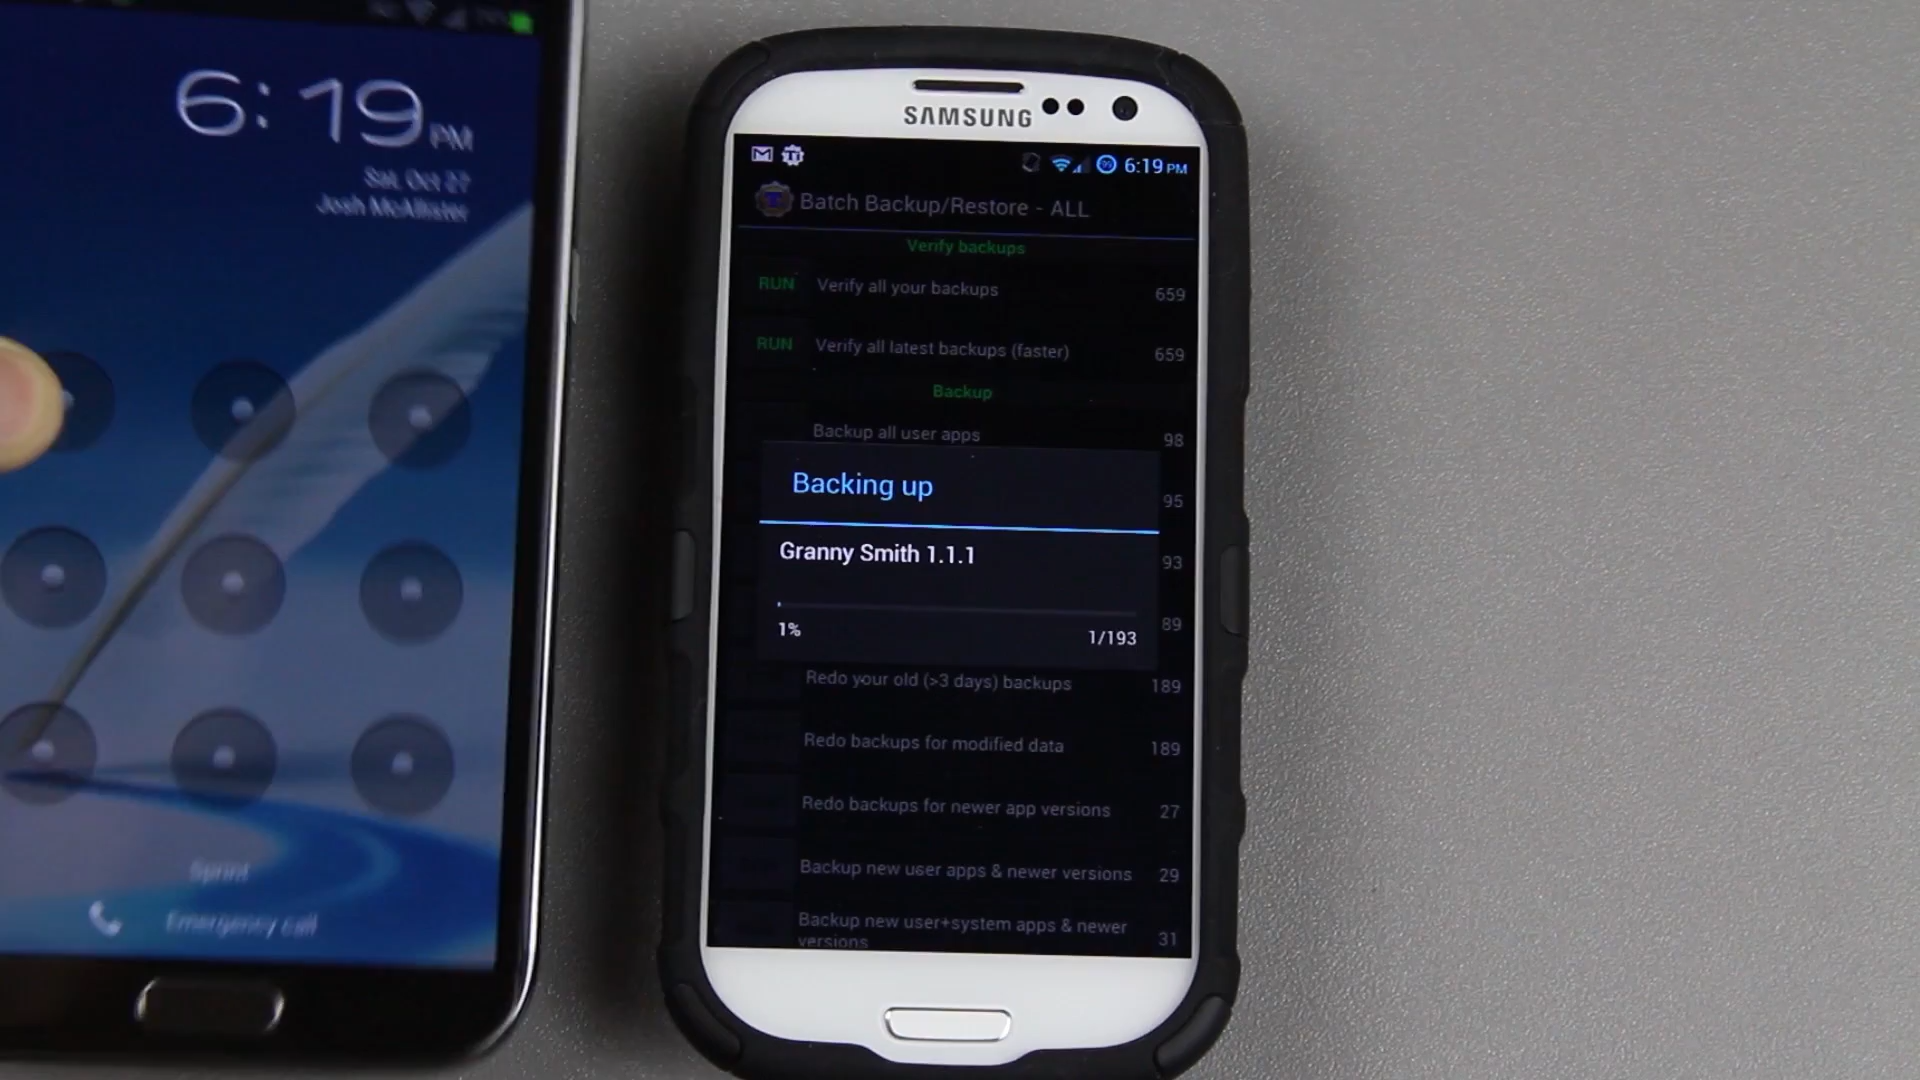 6:19 PM
Sat, Oct 27
Josh McAllister
Sprint
Emergency call
SAMSUNG
6:19 PM
Batch Backup/Restore - ALL
Verify backups
RUN Verify all your backups 659
RUN Verify all latest backups (faster) 659
Backup
Backup all user apps 98
95
Backing up
Granny Smith 1.1.1
93
1% 1/193
89
Redo your old (>3 days) backups 189
Redo backups for modified data 189
Redo backups for newer app versions 27
Backup new user apps & newer versions 29
Backup new user+system apps & newer
versions 31